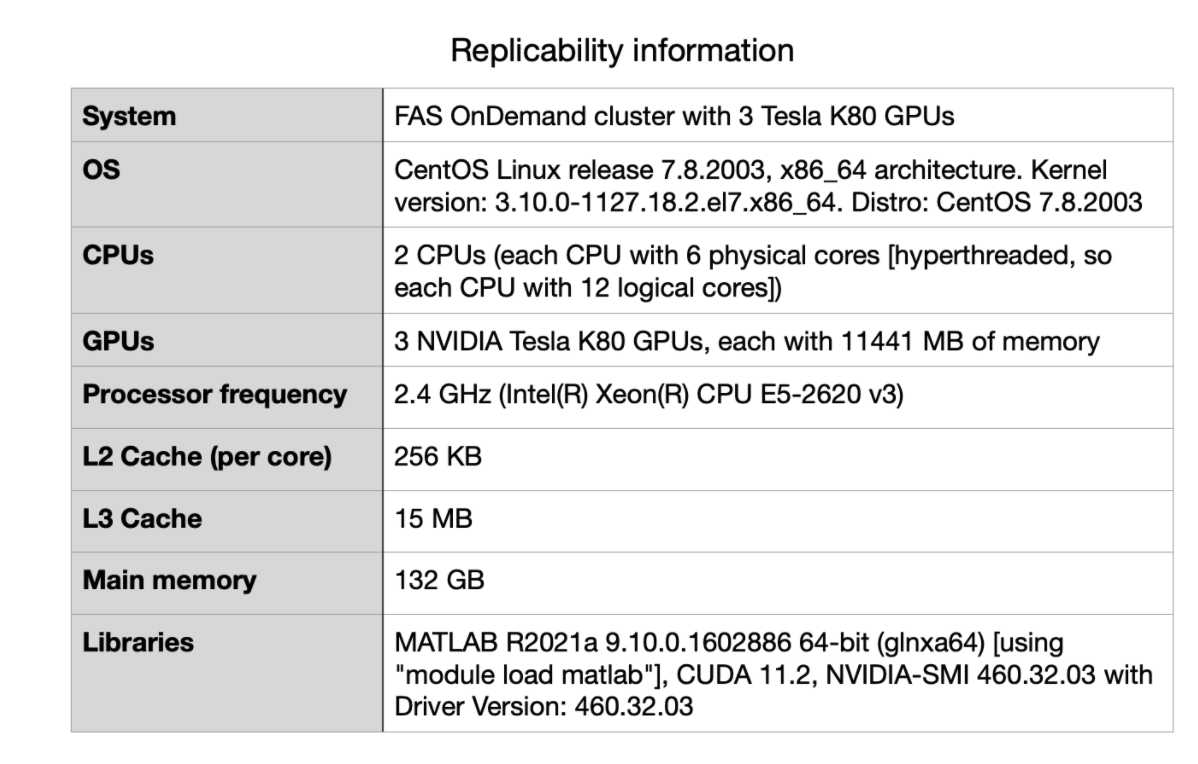 Replicability information
System
FAS OnDemand cluster with 3 Tesla K80 GPUs
OS
CentOS Linux release 7.8.2003, x86_64 architecture. Kernel
version: 3.10.0-1127.18.2.el7.x86_64. Distro: CentOS 7.8.2003
CPUs
2 CPUs (each CPU with 6 physical cores [hyperthreaded, so
each CPU with 12 logical cores])
GPUs
3 NVIDIA Tesla K80 GPUs, each with 11441 MB of memory
Processor frequency
2.4 GHz (Intel(R) Xeon(R) CPU E5-2620 v3)
L2 Cache (per core)
256 KB
L3 Cache
15 MB
Main memory
132 GB
Libraries
MATLAB R2021a 9.10.0.1602886 64-bit (glnxa64) [using
"module load matlab"], CUDA 11.2, NVIDIA-SMI 460.32.03 with
Driver Version: 460.32.03